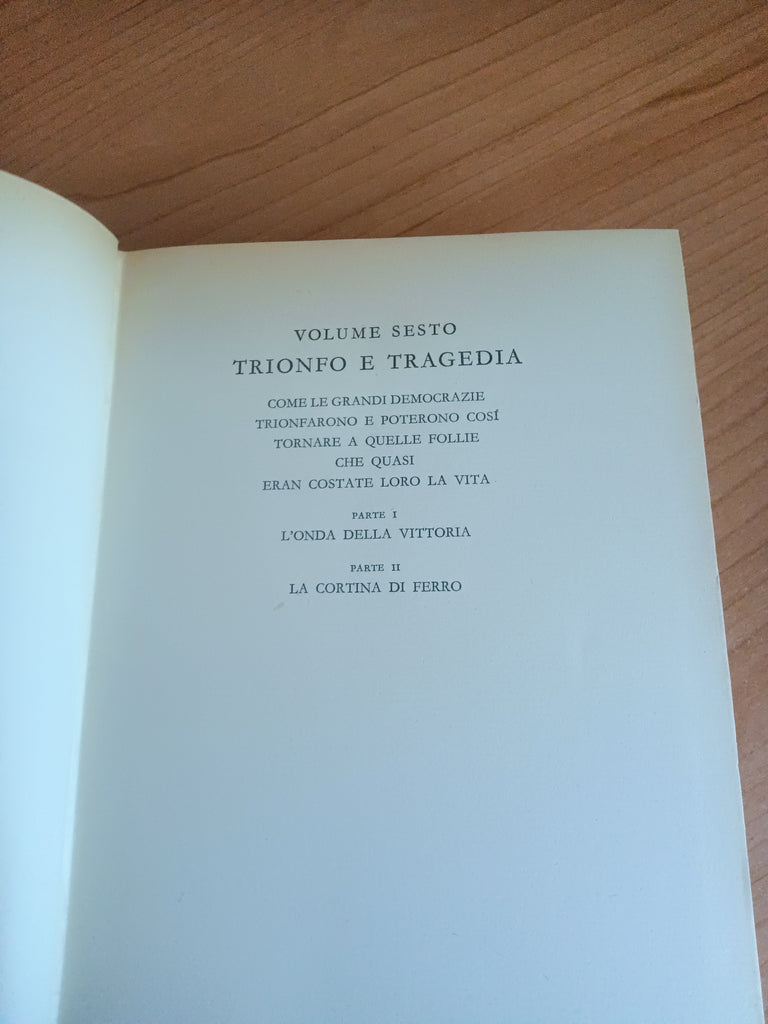 VOLUME SESTO
TRIONFO E TRAGEDIA
COME LE GRANDI DEMOCRAZIE
TRIONFARONO E POTERONO COSÍ
TORNARE A QUELLE FOLLIE
CHE QUASI
ERAN COSTATE LORO LA VITA
PARTE I
L'ONDA DELLA VITTORIA
PARTE II
LA CORTINA DI FERRO